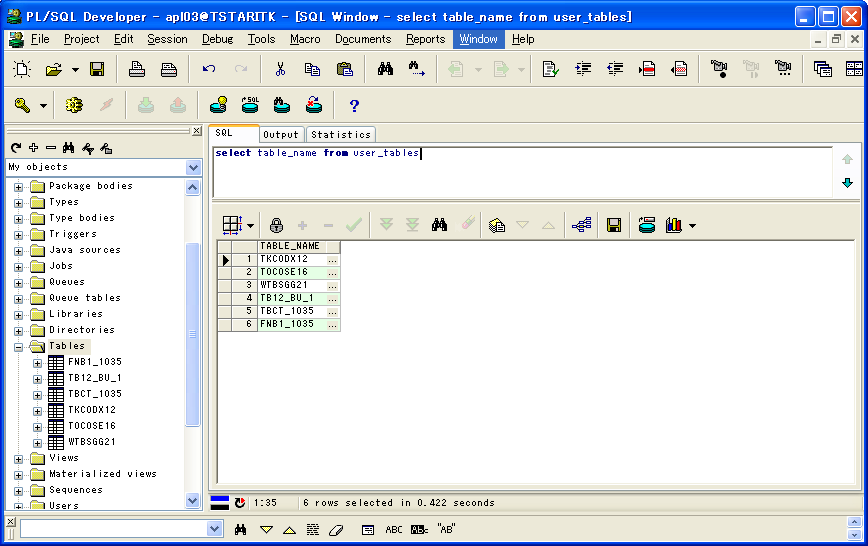 PL/SQL Developer - apl03@TSTARITK - [SQL Window - select table_name from user_tables]
File Project Edit Session Debug Tools Macro Documents Reports Window Help
SQL Output Statistics
select table_name from user_tables
My objects
Package bodies
Types
Type bodies
Triggers
Java sources
Jobs
Queues
Queue tables
Libraries
Directories
Tables
FNB1_1035
TB12_BU_1
TBCT_1035
TKCODX12
TOCOSE16
WTBSGG21
Views
Materialized views
Sequences
Users
TABLE_NAME
1 TKCODX12 ...
2 TOCOSE16 ...
3 WTBSGG21 ...
4 TB12_BU_1 ...
5 TBCT_1035 ...
6 FNB1_1035 ...
1:35 6 rows selected in 0.422 seconds
ABC "AB"